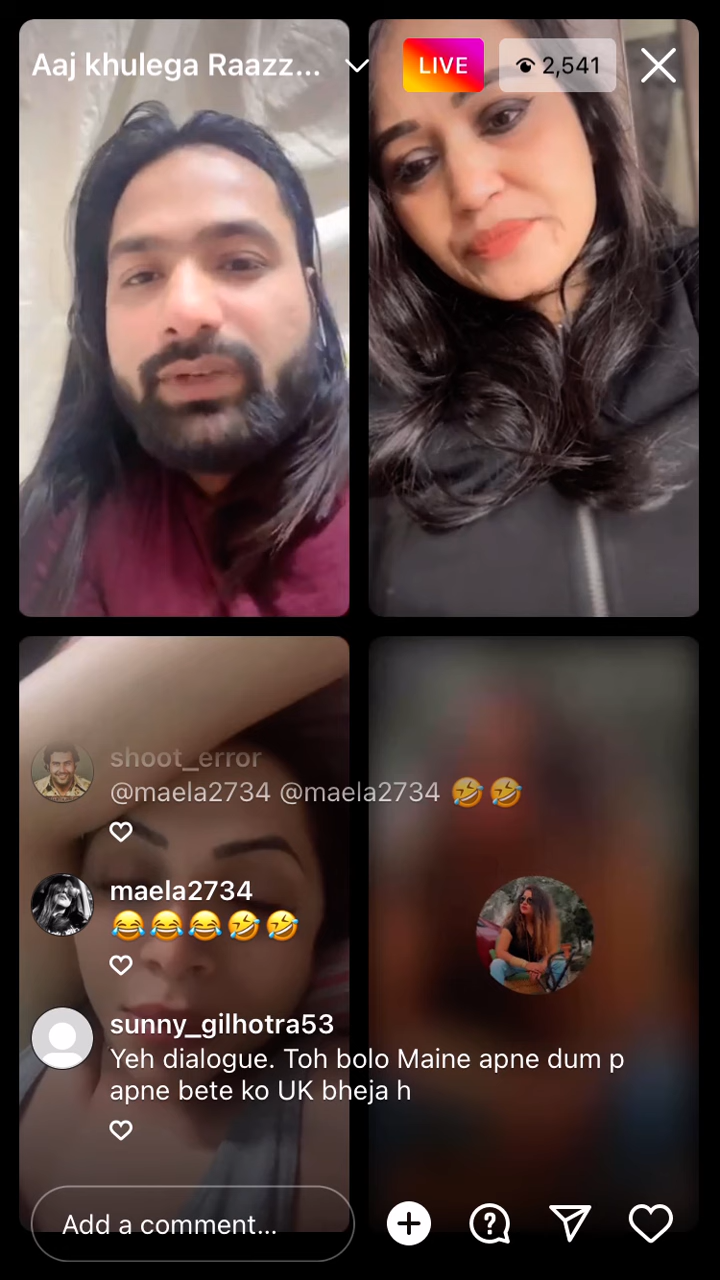 Aaj khulega Raazz...
LIVE
2,541
shoot_error
@maela2734 @maela2734 🤣🤣
maela2734
😂😂😂🤣🤣
sunny_gilhotra53
Yeh dialogue. Toh bolo Maine apne dum p
apne bete ko UK bheja h
Add a comment...